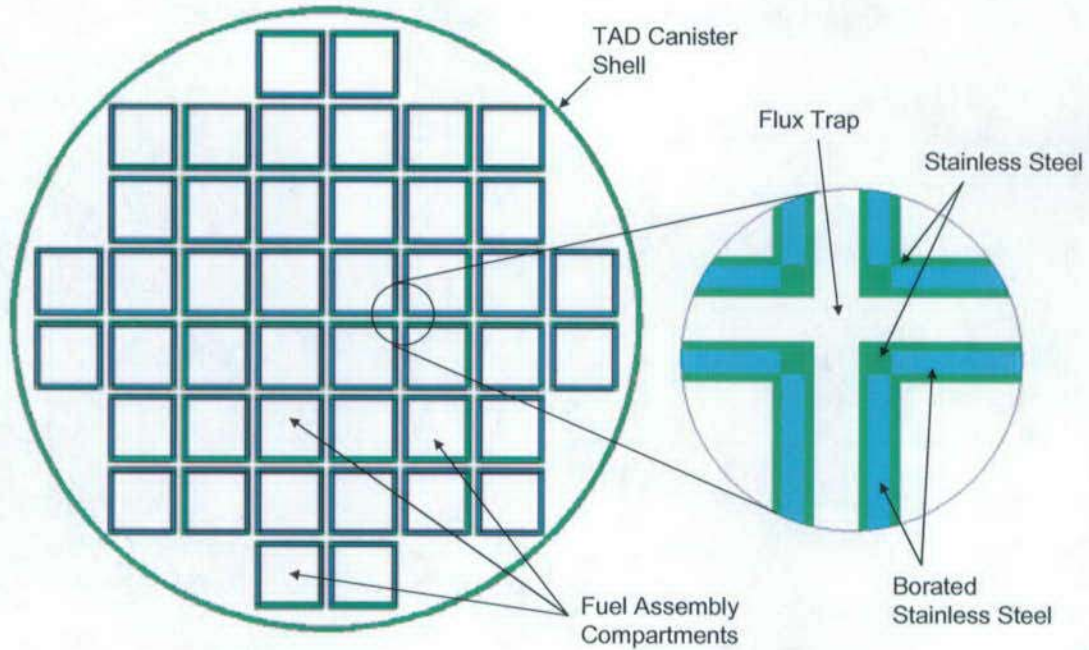 TAD Canister
Shell
Flux Trap
Stainless Steel
Fuel Assembly
Compartments
Borated
Stainless Steel